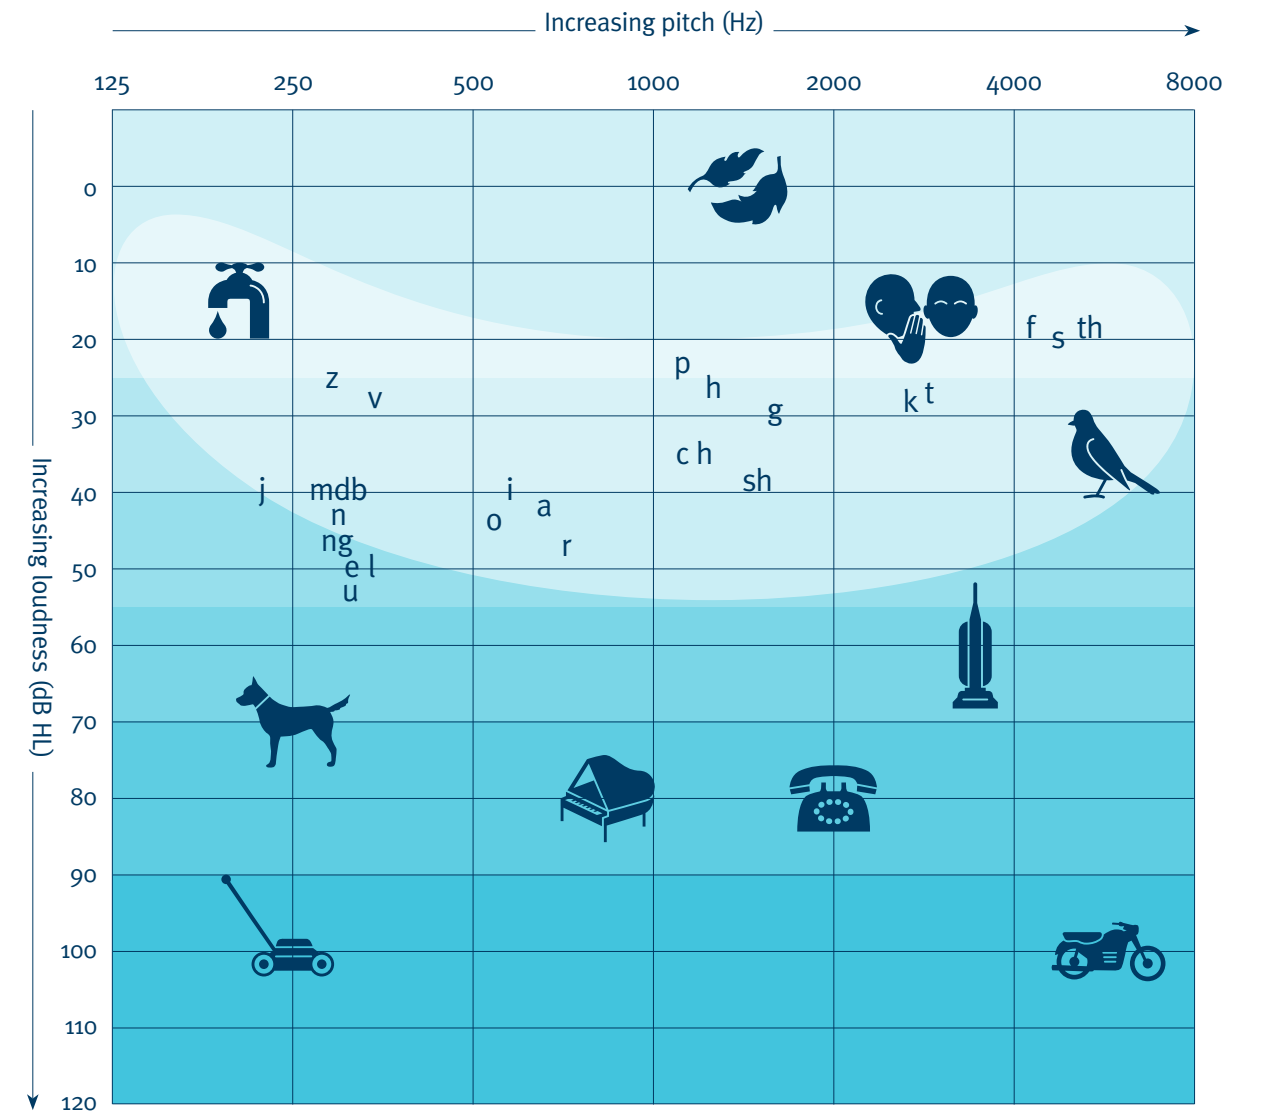 Increasing pitch (Hz)
125 250 500 1000 2000 4000 8000
0
10
20
30
40
50
60
70
80
90
100
110
120
Increasing loudness (dB HL)
f s th
p
z
h
k t
v
g
c h
sh
j mdb i
a
n
o
ng
r
e l
u